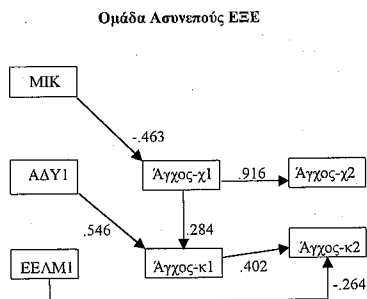 Ομάδα Ασυνεπούς ΕΞΕ
ΜΙΚ
-.463
ΑΔΥ1
Άγχος-χ1
.916
Άγχος-χ2
.546
.284
Άγχος-κ2
ΕΕΛΜ1
Άγχος-κ1
.402
-.264